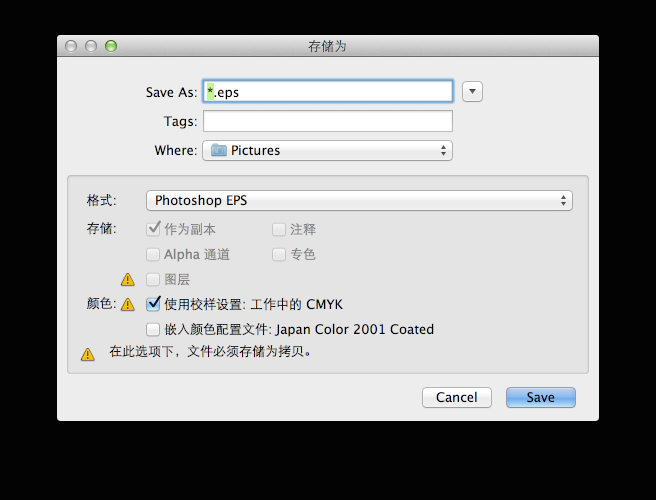 存储为
Save As: *.eps
Tags:
Where: Pictures
格式: Photoshop EPS
存储: 作为副本 注释
Alpha 通道 专色
图层
颜色: 使用校样设置: 工作中的 CMYK
嵌入颜色配置文件: Japan Color 2001 Coated
在此选项下，文件必须存储为拷贝。
Cancel Save